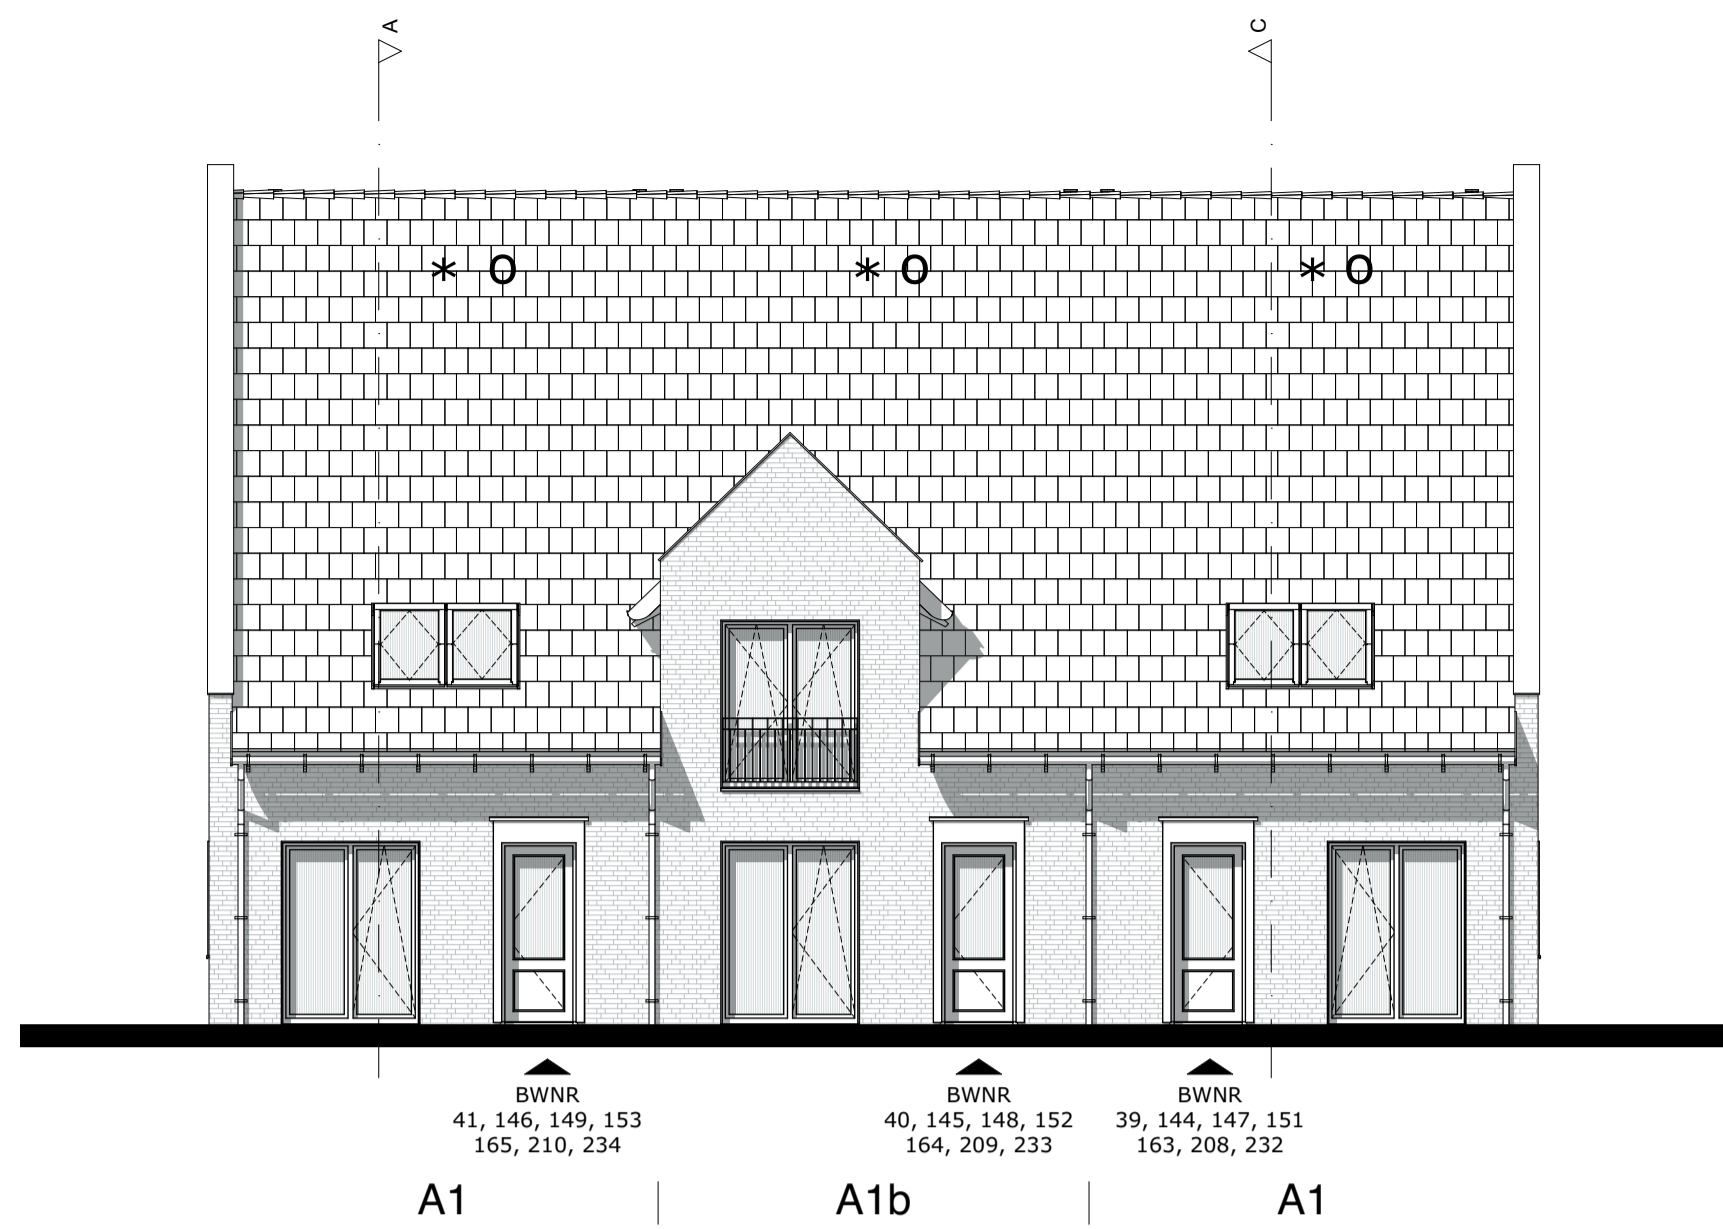 A
C
* O
* O
* O
BWNR
41, 146, 149, 153
165, 210, 234
BWNR
40, 145, 148, 152
164, 209, 233
BWNR
39, 144, 147, 151
163, 208, 232
A1
A1b
A1